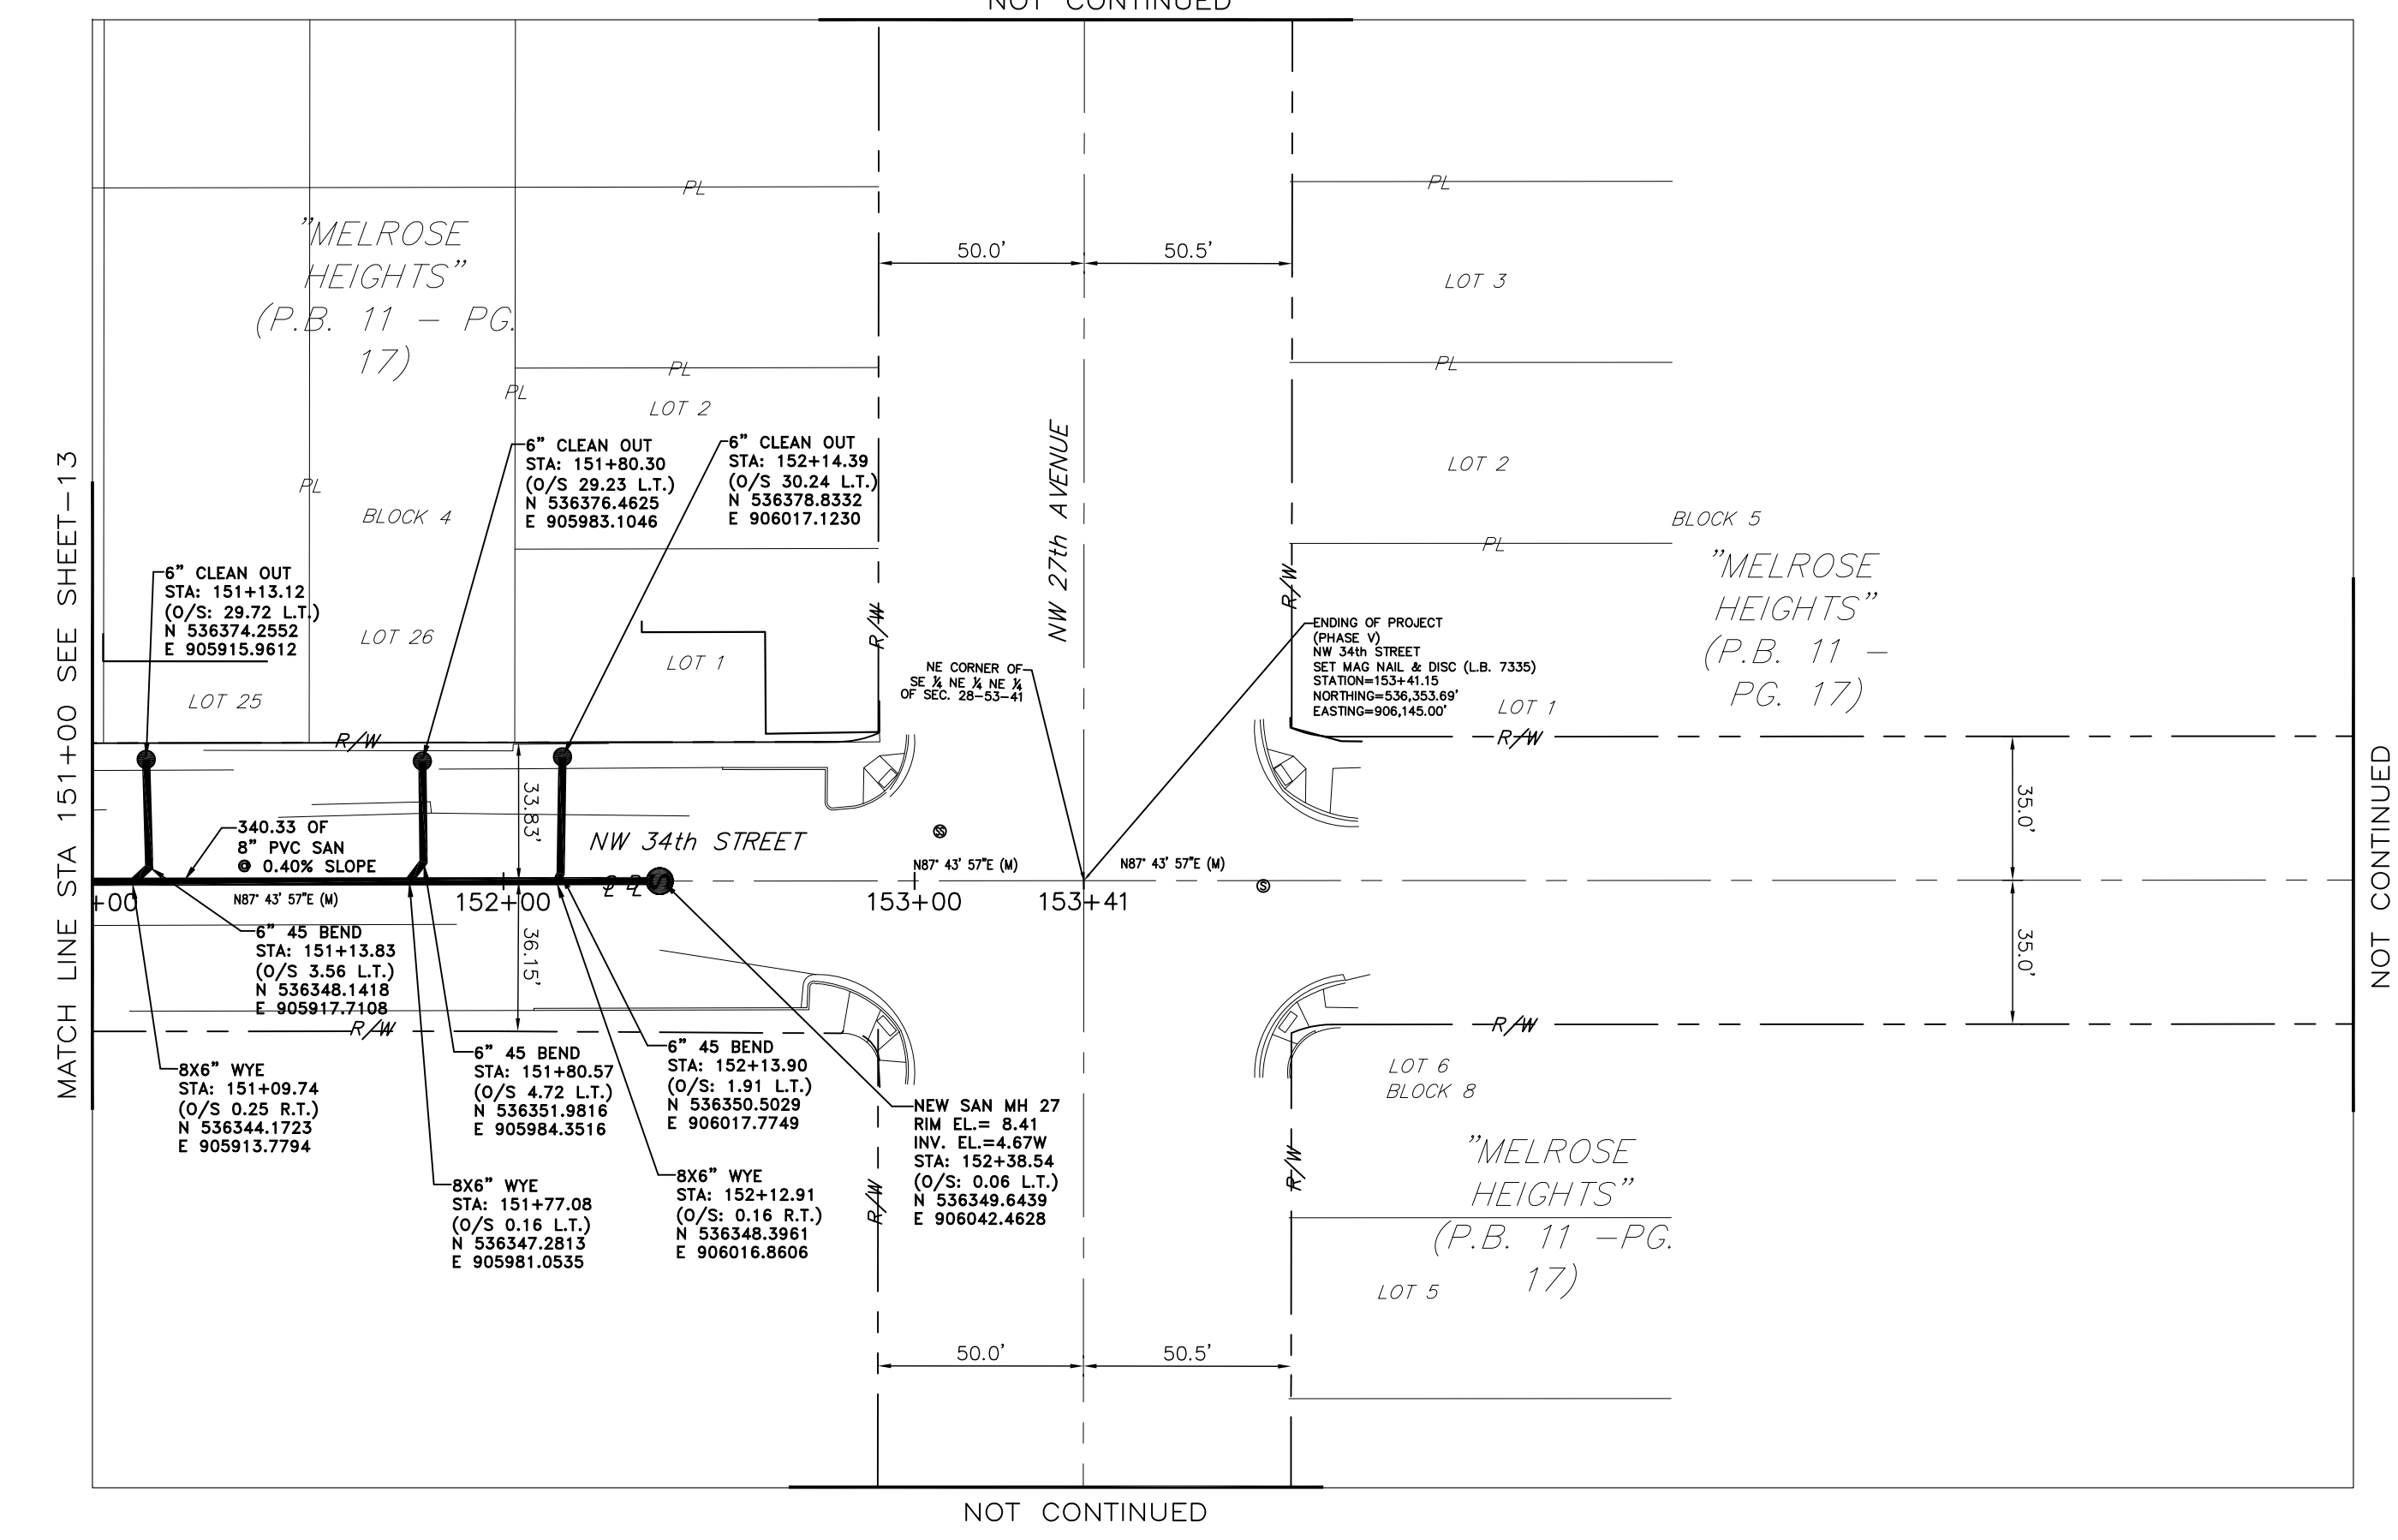 NOT CONTINUED
PL
PL
"MELROSE
HEIGHTS"
(P.B. 11 - PG.
17)
50.0'
50.5'
LOT 3
PL
PL
PL
LOT 2
LOT 2
NW 27th AVENUE
MATCH LINE STA 151+00 SEE SHEET-13
6" CLEAN OUT
STA: 151+80.30
(O/S 29.23 L.T.)
N 536376.4625
E 905983.1046
6" CLEAN OUT
STA: 152+14.39
(O/S 30.24 L.T.)
N 536378.8332
E 906017.1230
PL
BLOCK 4
BLOCK 5
PL
"MELROSE
HEIGHTS"
(P.B. 11 -
PG. 17)
6" CLEAN OUT
STA: 151+13.12
(O/S: 29.72 L.T.)
N 536374.2552
E 905915.9612
LOT 26
LOT 1
R/W
R/W
LOT 25
NE CORNER OF
SE ¼ NE ¼ NE ¼
OF SEC. 28-53-41
ENDING OF PROJECT
(PHASE V)
NW 34th STREET
SET MAG NAIL & DISC (L.B. 7335)
STATION=153+41.15
NORTHING=536,353.69'
EASTING=906,145.00'
LOT 1
R/W
R/W
33.83'
35.0'
340.33 OF
8" PVC SAN
@ 0.40% SLOPE
NW 34th STREET
S
N87° 43' 57"E (M)
N87° 43' 57"E (M)
N87° 43' 57"E (M)
S
S
+00
152+00
153+00
153+41
36.15'
35.0'
NOT CONTINUED
6" 45 BEND
STA: 151+13.83
(O/S 3.56 L.T.)
N 536348.1418
E 905917.7108
R/W
R/W
8X6" WYE
STA: 151+09.74
(O/S 0.25 R.T.)
N 536344.1723
E 905913.7794
6" 45 BEND
STA: 151+80.57
(O/S 4.72 L.T.)
N 536351.9816
E 905984.3516
6" 45 BEND
STA: 152+13.90
(O/S: 1.91 L.T.)
N 536350.5029
E 906017.7749
LOT 6
BLOCK 8
NEW SAN MH 27
RIM EL.= 8.41
INV. EL.=4.67W
STA: 152+38.54
(O/S: 0.06 L.T.)
N 536349.6439
E 906042.4628
8X6" WYE
STA: 151+77.08
(O/S 0.16 L.T.)
N 536347.2813
E 905981.0535
8X6" WYE
STA: 152+12.91
(O/S: 0.16 R.T.)
N 536348.3961
E 906016.8606
R/W
R/W
"MELROSE
HEIGHTS"
(P.B. 11 -PG.
17)
LOT 5
50.0'
50.5'
NOT CONTINUED